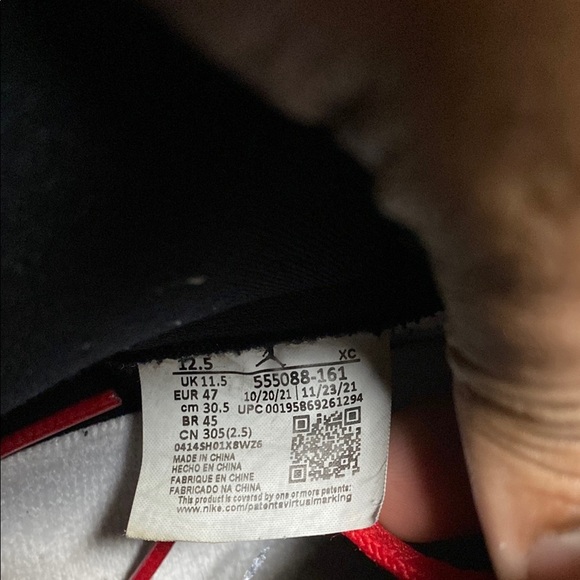 12.5 XC
UK 11.5 555088-161
EUR 47 10/20/21 11/23/21
cm 30.5 UPC 00195869261294
BR 45
CN 305(2.5)
0414SH01X8WZ6
MADE IN CHINA
HECHO EN CHINA
FABRIQUE EN CHINE
FABRICADO NA CHINA
This product is covered by one or more patents:
www.nike.com/patentsvirtualmarking